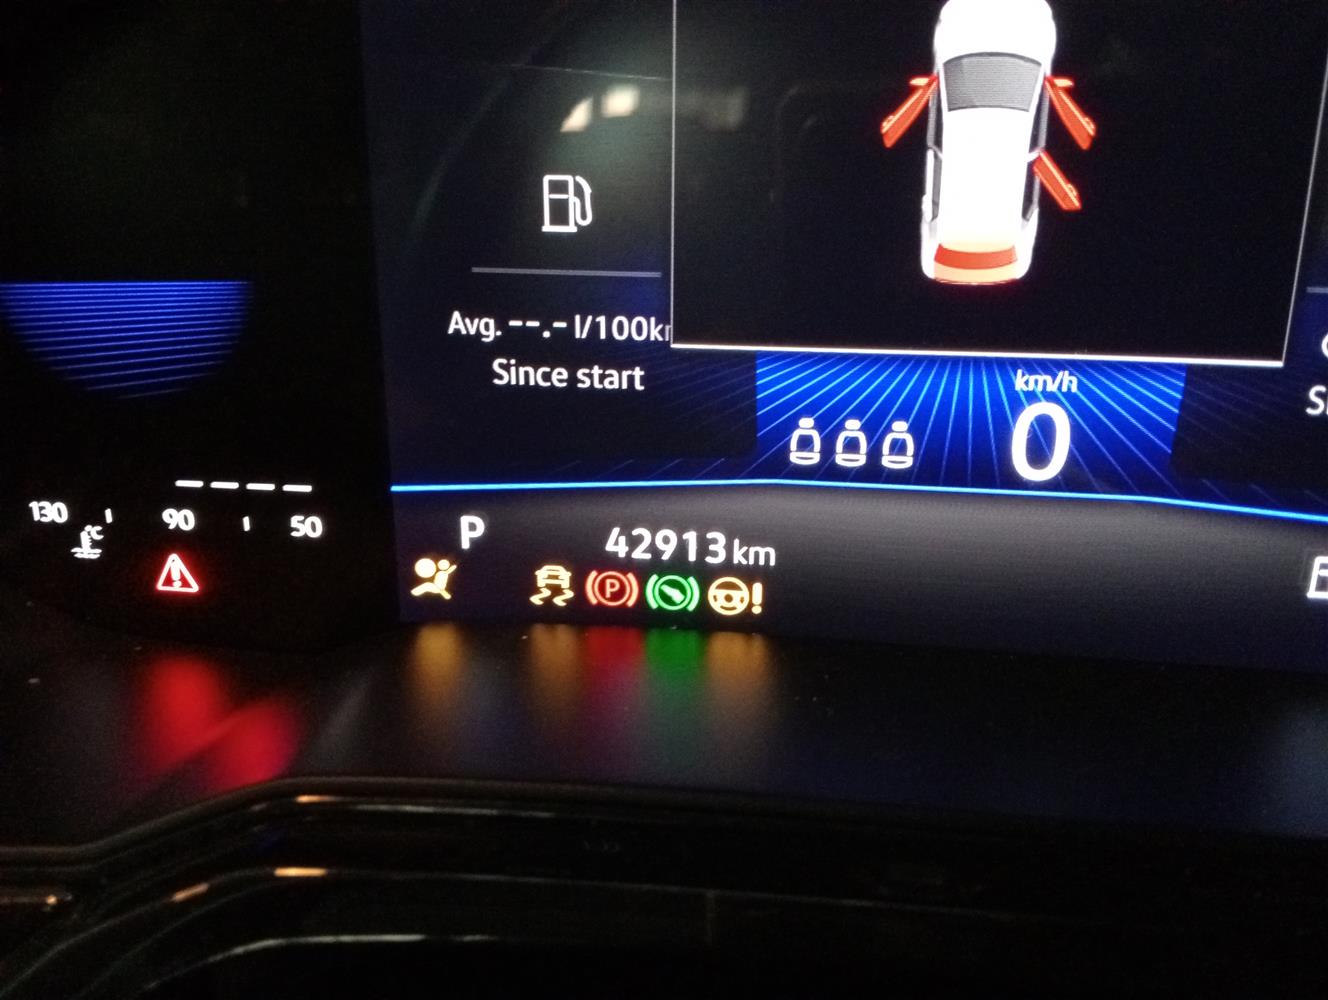 Avg. --.- l/100k
Since start
km/h
0
S
130 90 50
°C
P
42913 km
P